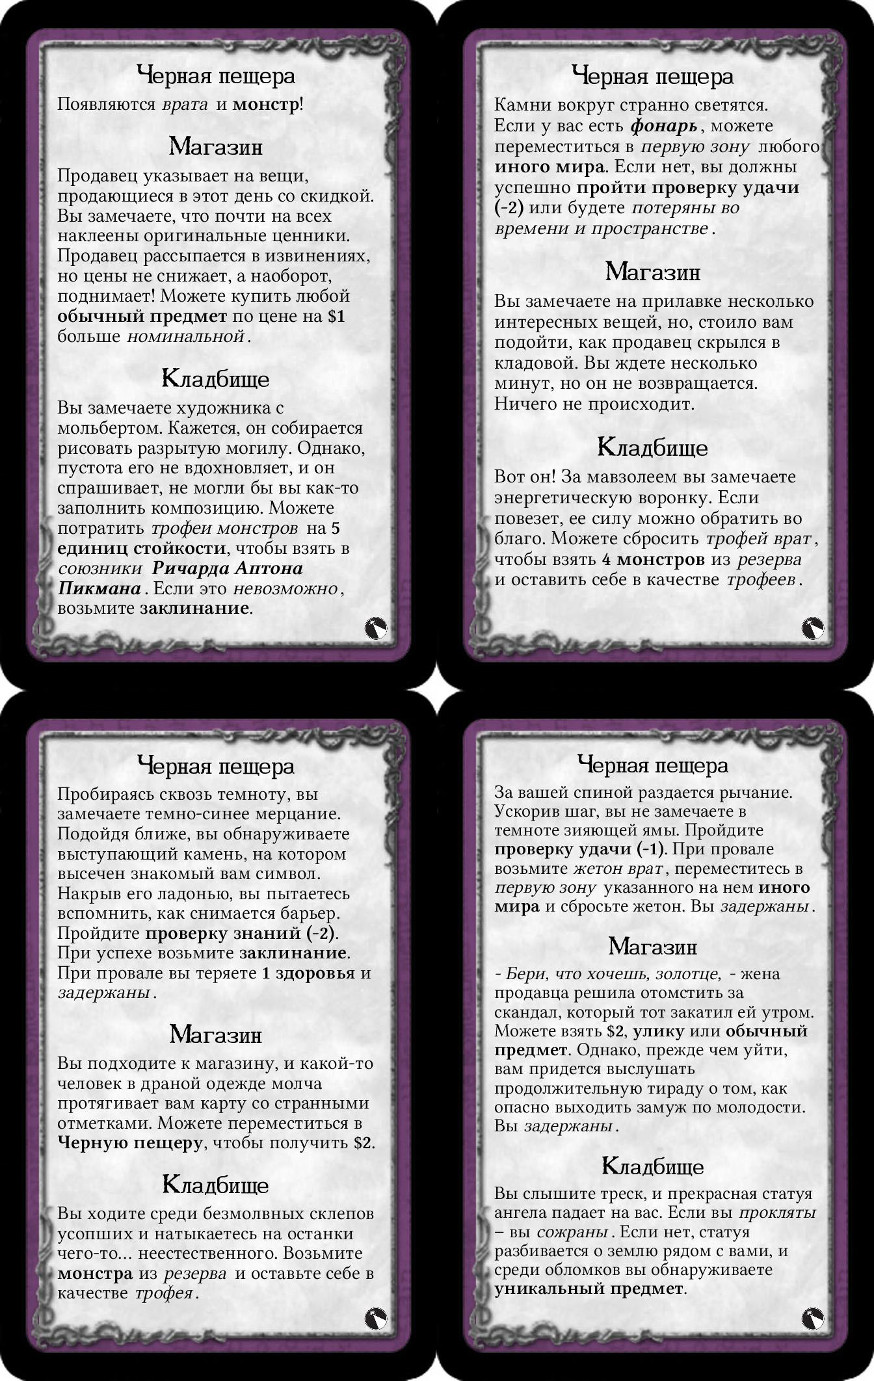 Черная пещера
Появляются врата и монстр!
Магазин
Продавец указывает на вещи,
продающиеся в этот день со скидкой.
Вы замечаете, что почти на всех
наклеены оригинальные ценники.
Продавец рассыпается в извинениях,
но цены не снижает, а наоборот,
поднимает! Можете купить любой
обычный предмет по цене на $1
больше номинальной.
Кладбище
Вы замечаете художника с
мольбертом. Кажется, он собирается
рисовать разрытую могилу. Однако,
пустота его не вдохновляет, и он
спрашивает, не могли бы вы как-то
заполнить композицию. Можете
потратить трофеи монстров на 5
единиц стойкости, чтобы взять в
союзники Ричарда Аптона
Пикмана. Если это невозможно,
возьмите заклинание.
Черная пещера
Камни вокруг странно светятся.
Если у вас есть фонарь, можете
переместиться в первую зону любого
иного мира. Если нет, вы должны
успешно пройти проверку удачи
(-2) или будете потеряны во
времени и пространстве.
Магазин
Вы замечаете на прилавке несколько
интересных вещей, но, стоило вам
подойти, как продавец скрылся в
кладовой. Вы ждете несколько
минут, но он не возвращается.
Ничего не происходит.
Кладбище
Вот он! За мавзолеем вы замечаете
энергетическую воронку. Если
повезет, ее силу можно обратить во
благо. Можете сбросить трофей врат,
чтобы взять 4 монстров из резерва
и оставить себе в качестве трофеев.
Черная пещера
Пробираясь сквозь темноту, вы
замечаете темно-синее мерцание.
Подойдя ближе, вы обнаруживаете
выступающий камень, на котором
высечен знакомый вам символ.
Накрыв его ладонью, вы пытаетесь
вспомнить, как снимается барьер.
Пройдите проверку знаний (-2).
При успехе возьмите заклинание.
При провале вы теряете 1 здоровья и
задержаны.
Магазин
Вы подходите к магазину, и какой-то
человек в драной одежде молча
протягивает вам карту со странными
отметками. Можете переместиться в
Черную пещеру, чтобы получить $2.
Кладбище
Вы ходите среди безмолвных склепов
усопших и натыкаетесь на останки
чего-то... неестественного. Возьмите
монстра из резерва и оставьте себе в
качестве трофея.
Черная пещера
За вашей спиной раздается рычание.
Ускорив шаг, вы не замечаете в
темноте зияющей ямы. Пройдите
проверку удачи (-1). При провале
возьмите жетон врат, переместитесь в
первую зону указанного на нем иного
мира и сбросьте жетон. Вы задержаны.
Магазин
- Бери, что хочешь, золотце, - жена
продавца решила отомстить за
скандал, который тот закатил ей утром.
Можете взять $2, улику или обычный
предмет. Однако, прежде чем уйти,
вам придется выслушать
продолжительную тираду о том, как
опасно выходить замуж по молодости.
Вы задержаны.
Кладбище
Вы слышите треск, и прекрасная статуя
ангела падает на вас. Если вы прокляты
– вы сожраны. Если нет, статуя
разбивается о землю рядом с вами, и
среди обломков вы обнаруживаете
уникальный предмет.